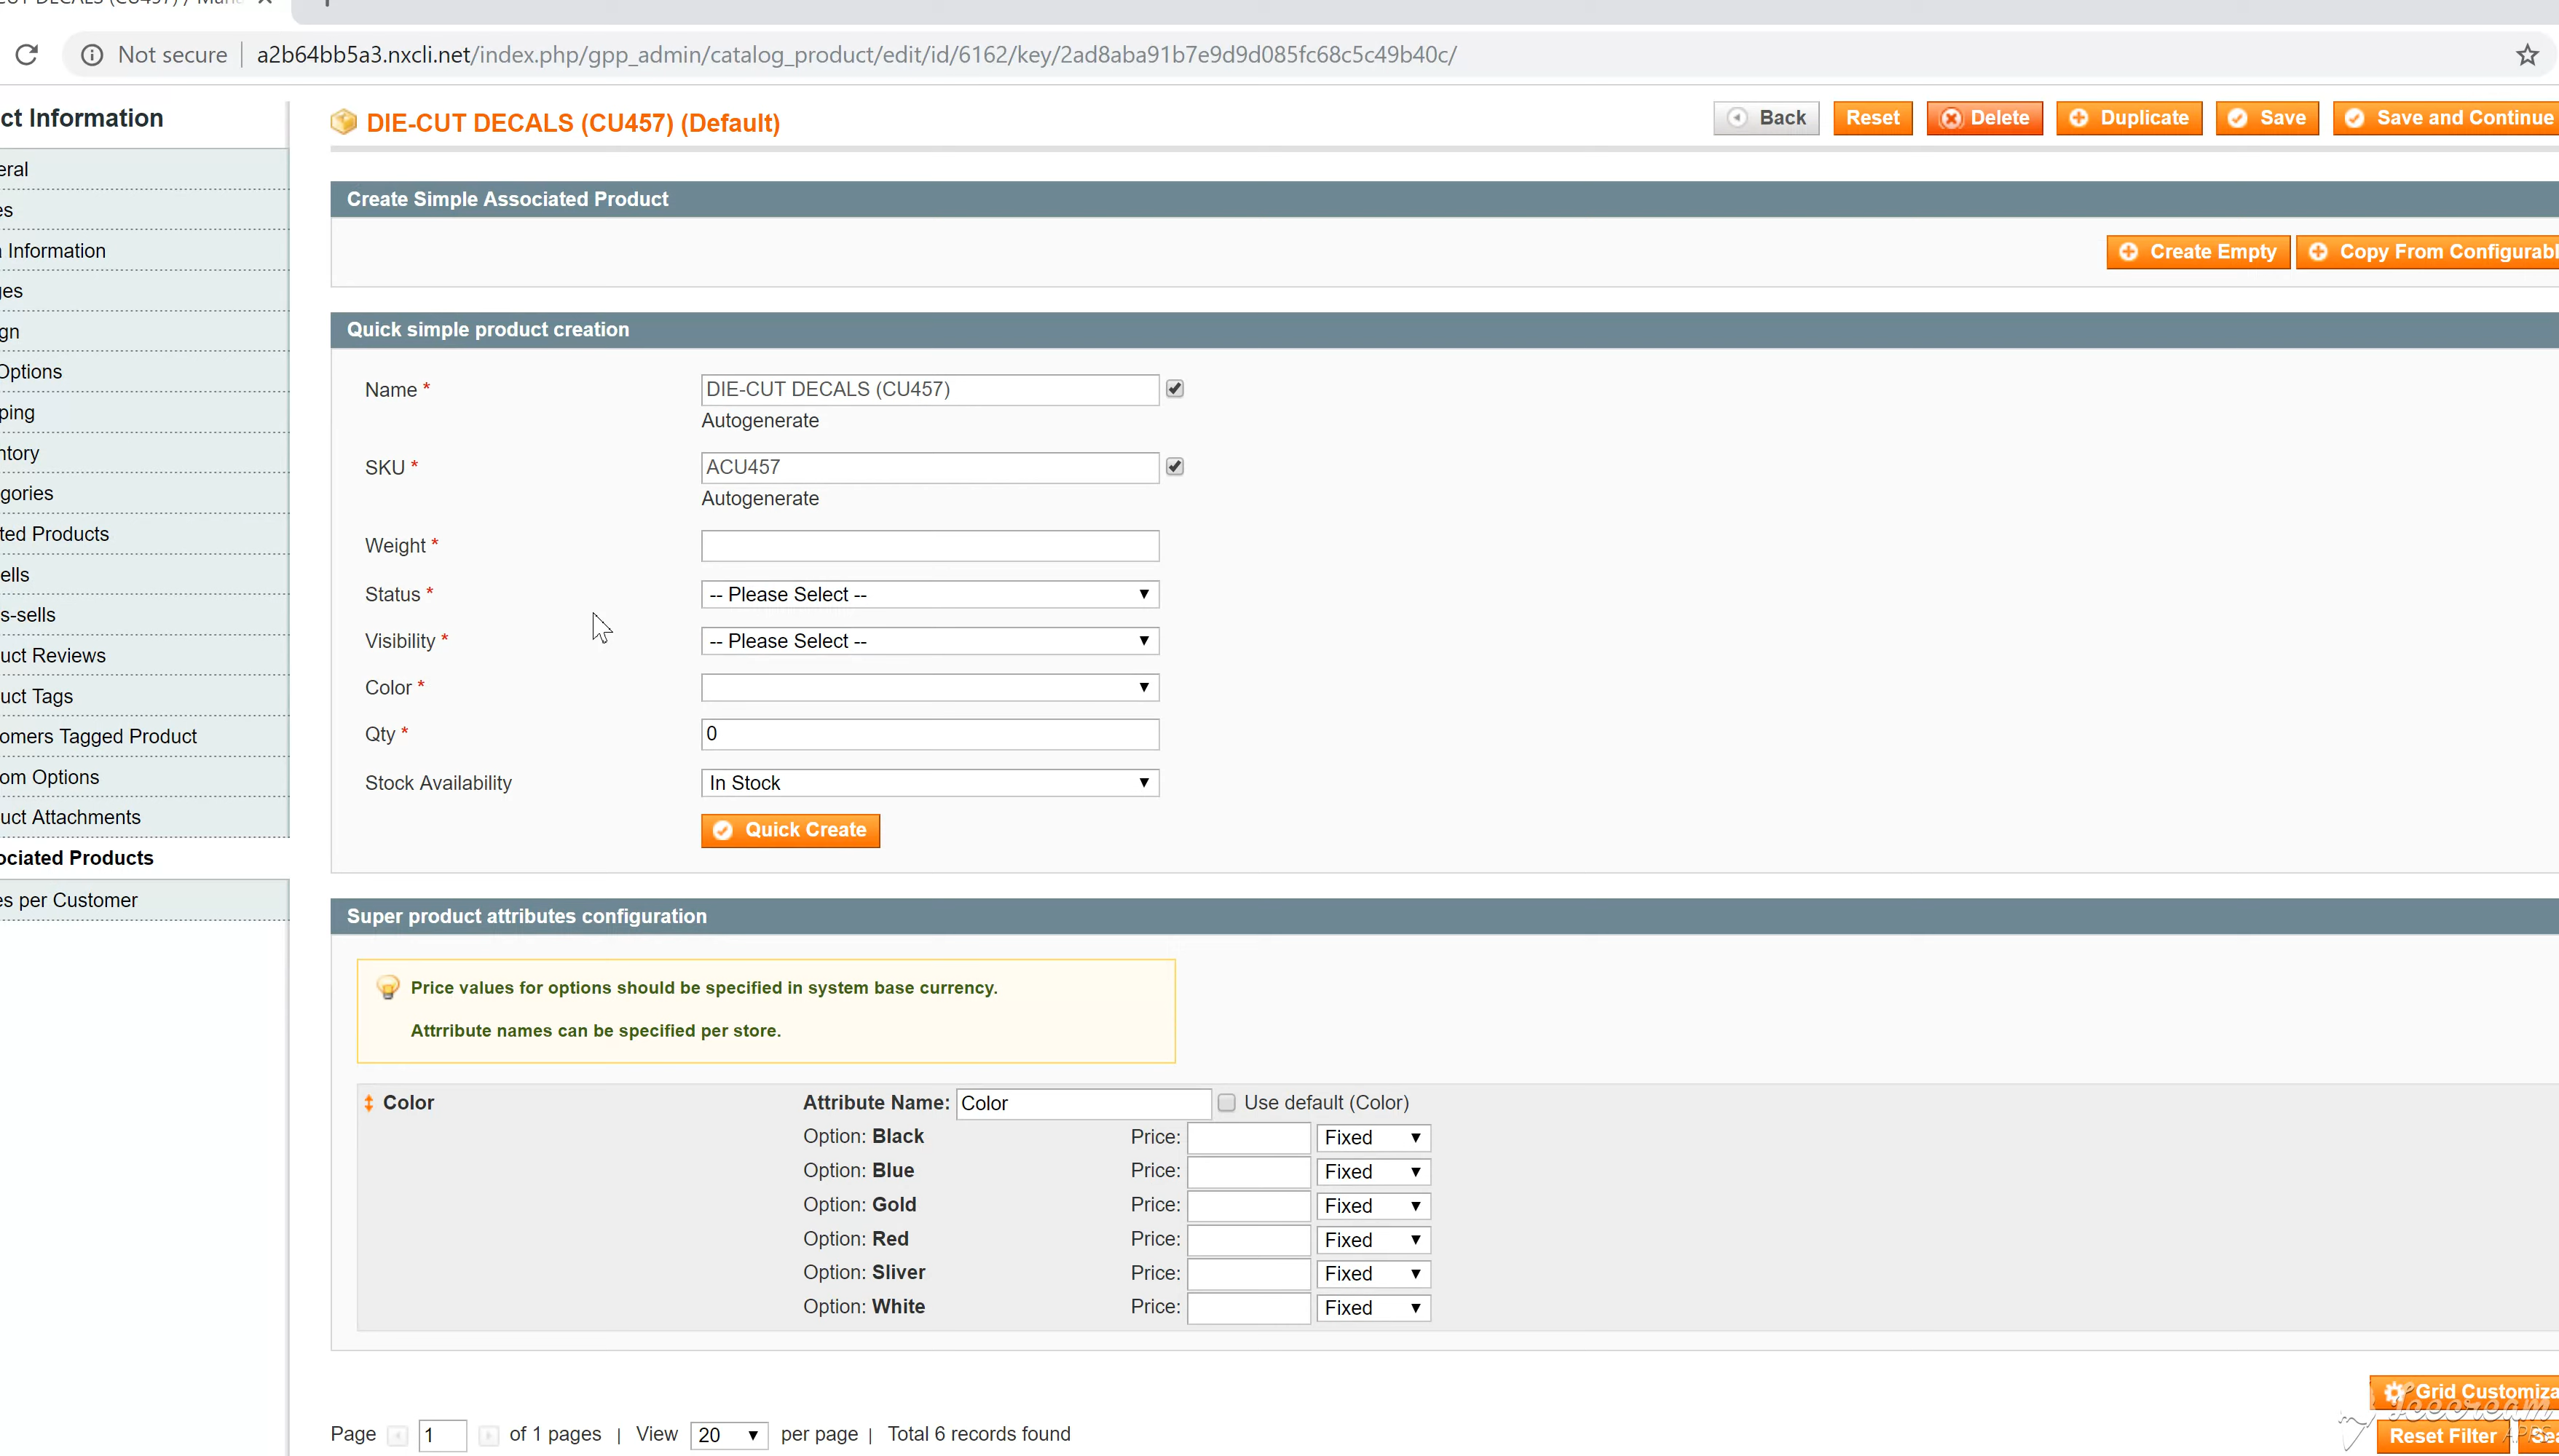 Not secure | a2b64bb5a3.nxcli.net/index.php/gpp_admin/catalog_product/edit/id/6162/key/2ad8aba91b7e9d9d085fc68c5c49b40c/
ct Information
eral
es
Information
ges
gn
Options
ping
ntory
gories
ted Products
ells
s-sells
uct Reviews
uct Tags
omers Tagged Product
om Options
uct Attachments
ociated Products
es per Customer
DIE-CUT DECALS (CU457) (Default)
Back
Reset
Delete
Duplicate
Save
Save and Continue
Create Simple Associated Product
Create Empty
Copy From Configurabl
Quick simple product creation
Name * DIE-CUT DECALS (CU457)
Autogenerate
SKU * ACU457
Autogenerate
Weight *
Status * -- Please Select --
Visibility * -- Please Select --
Color *
Qty * 0
Stock Availability In Stock
Quick Create
Super product attributes configuration
Price values for options should be specified in system base currency.
Attrribute names can be specified per store.
Color Attribute Name: Color Use default (Color)
Option: Black Price: Fixed
Option: Blue Price: Fixed
Option: Gold Price: Fixed
Option: Red Price: Fixed
Option: Sliver Price: Fixed
Option: White Price: Fixed
Grid Customiza
Icecream
APPS
Page 1 of 1 pages | View 20 per page | Total 6 records found
Reset Filter